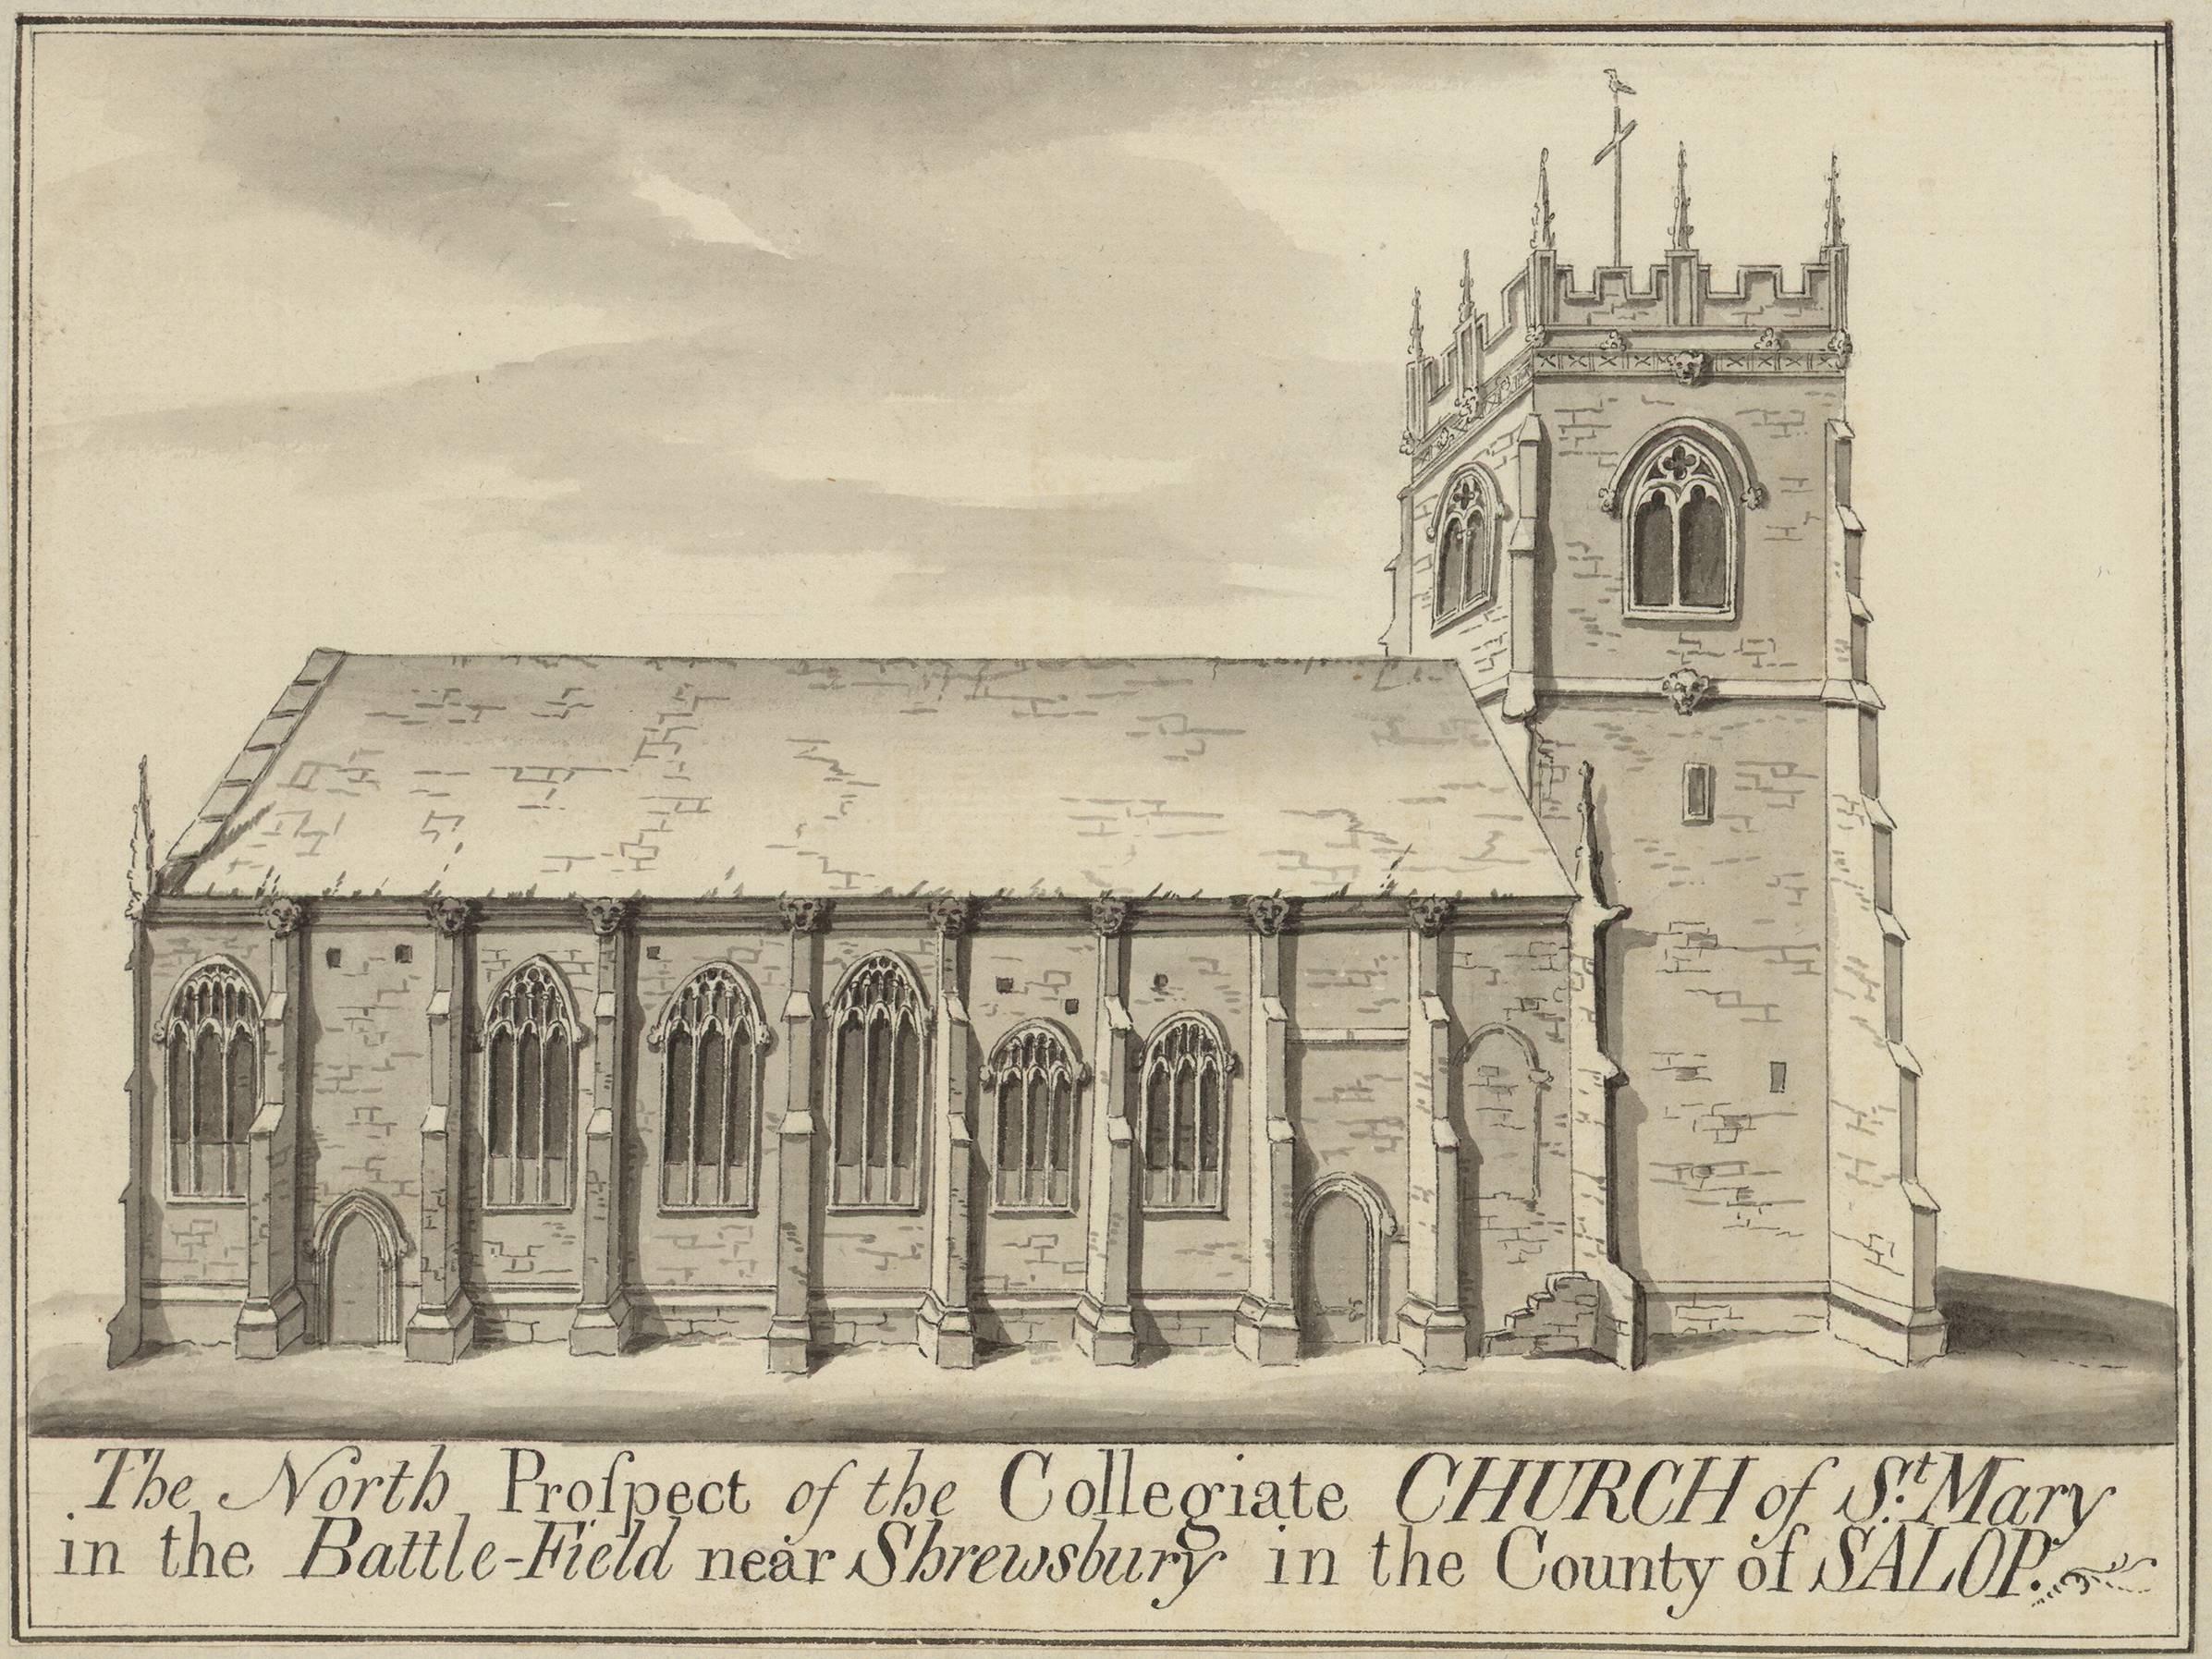 The North Proſpect of the Collegiate CHURCH of S.t Mary
in the Battle-Field near Shrewsbury in the County of SALOP.